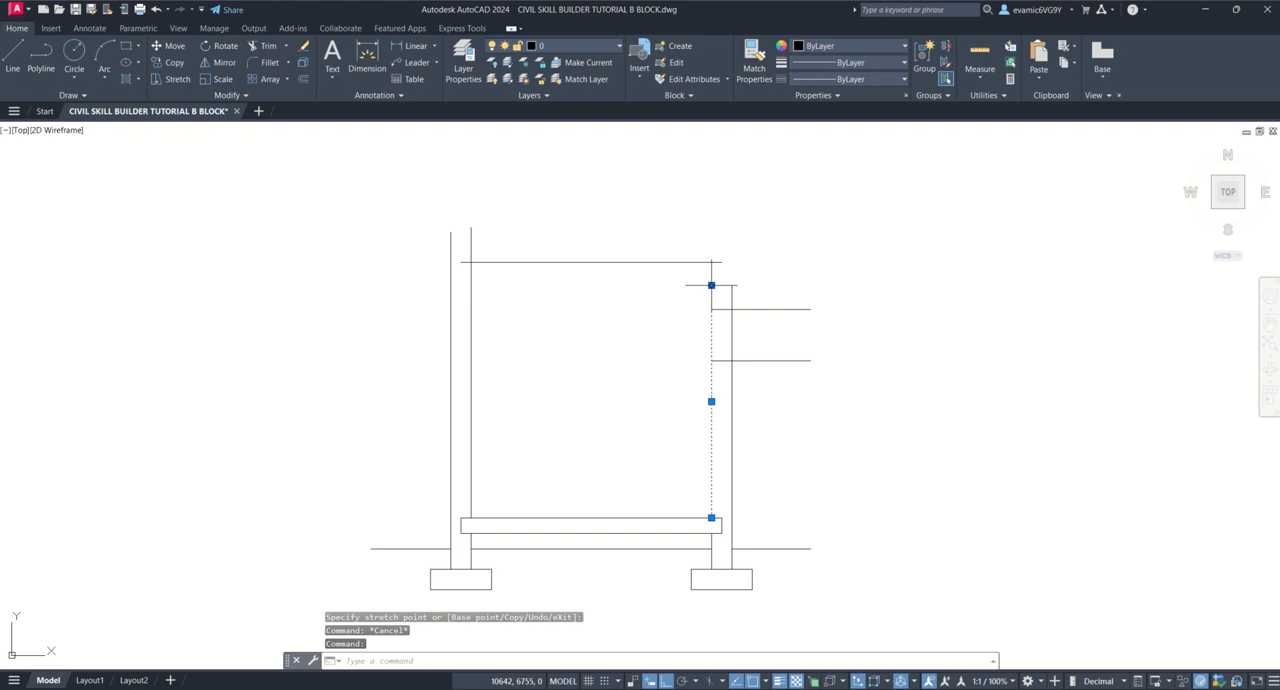 A Share Autodesk AutoCAD 2024 CIVIL SKILL BUILDER TUTORIAL B BLOCK.dwg Type a keyword or phrase evamic6VG9Y ?
Home Insert Annotate Parametric View Manage Output Add-ins Collaborate Featured Apps Express Tools
Line Polyline Circle Arc Move Rotate Trim Text Dimension Linear Layer Properties 0 Insert Create Match Properties ByLayer Group Measure Paste Base
Copy Mirror Fillet Leader Make Current Edit ByLayer
Stretch Scale Array Table Match Layer Edit Attributes ByLayer
Draw Modify Annotation Layers Block Properties Groups Utilities Clipboard View
Start CIVIL SKILL BUILDER TUTORIAL B BLOCK*
[−][Top][2D Wireframe]
N
W TOP E
S
WCS
Specify stretch point or [Base point/Copy/Undo/eXit]:
Command: *Cancel*
Command:
Y
X
Type a command
Model Layout1 Layout2 10642, 6755, 0 MODEL 1:1 / 100% Decimal